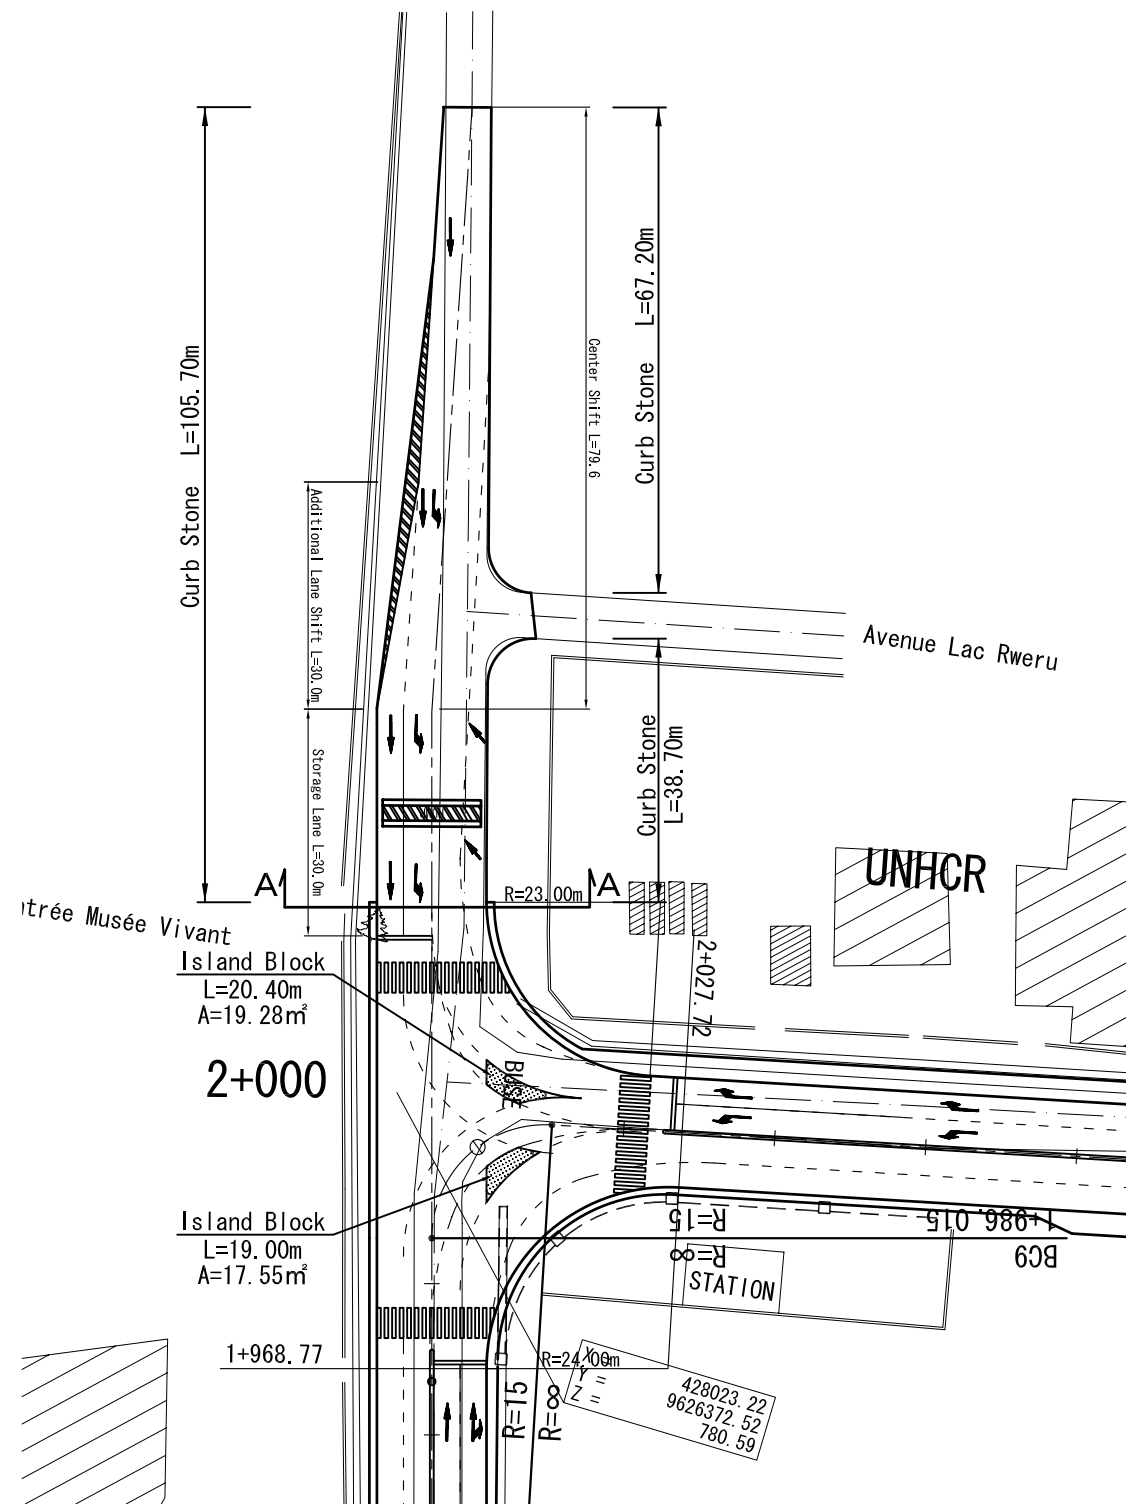 Curb Stone L=105.70m
Curb Stone L=67.20m
Center Shift L=79.6
Additional Lane Shift L=30.0m
Avenue Lac Rweru
Storage Lane L=30.0m
Curb Stone
L=38.70m
UNHCR
A
A
R=23.00m
trée Musée Vivant
Island Block
L=20.40m
A=19.28㎡
2+027.72
2+000
Island Block
L=19.00m
A=17.55㎡
R=15
1+986.015
R=8
BC9
STATION
1+968.77
R=24.00m
R=15
R=8
X =
Y =
Z =
428023.22
9626372.52
780.59